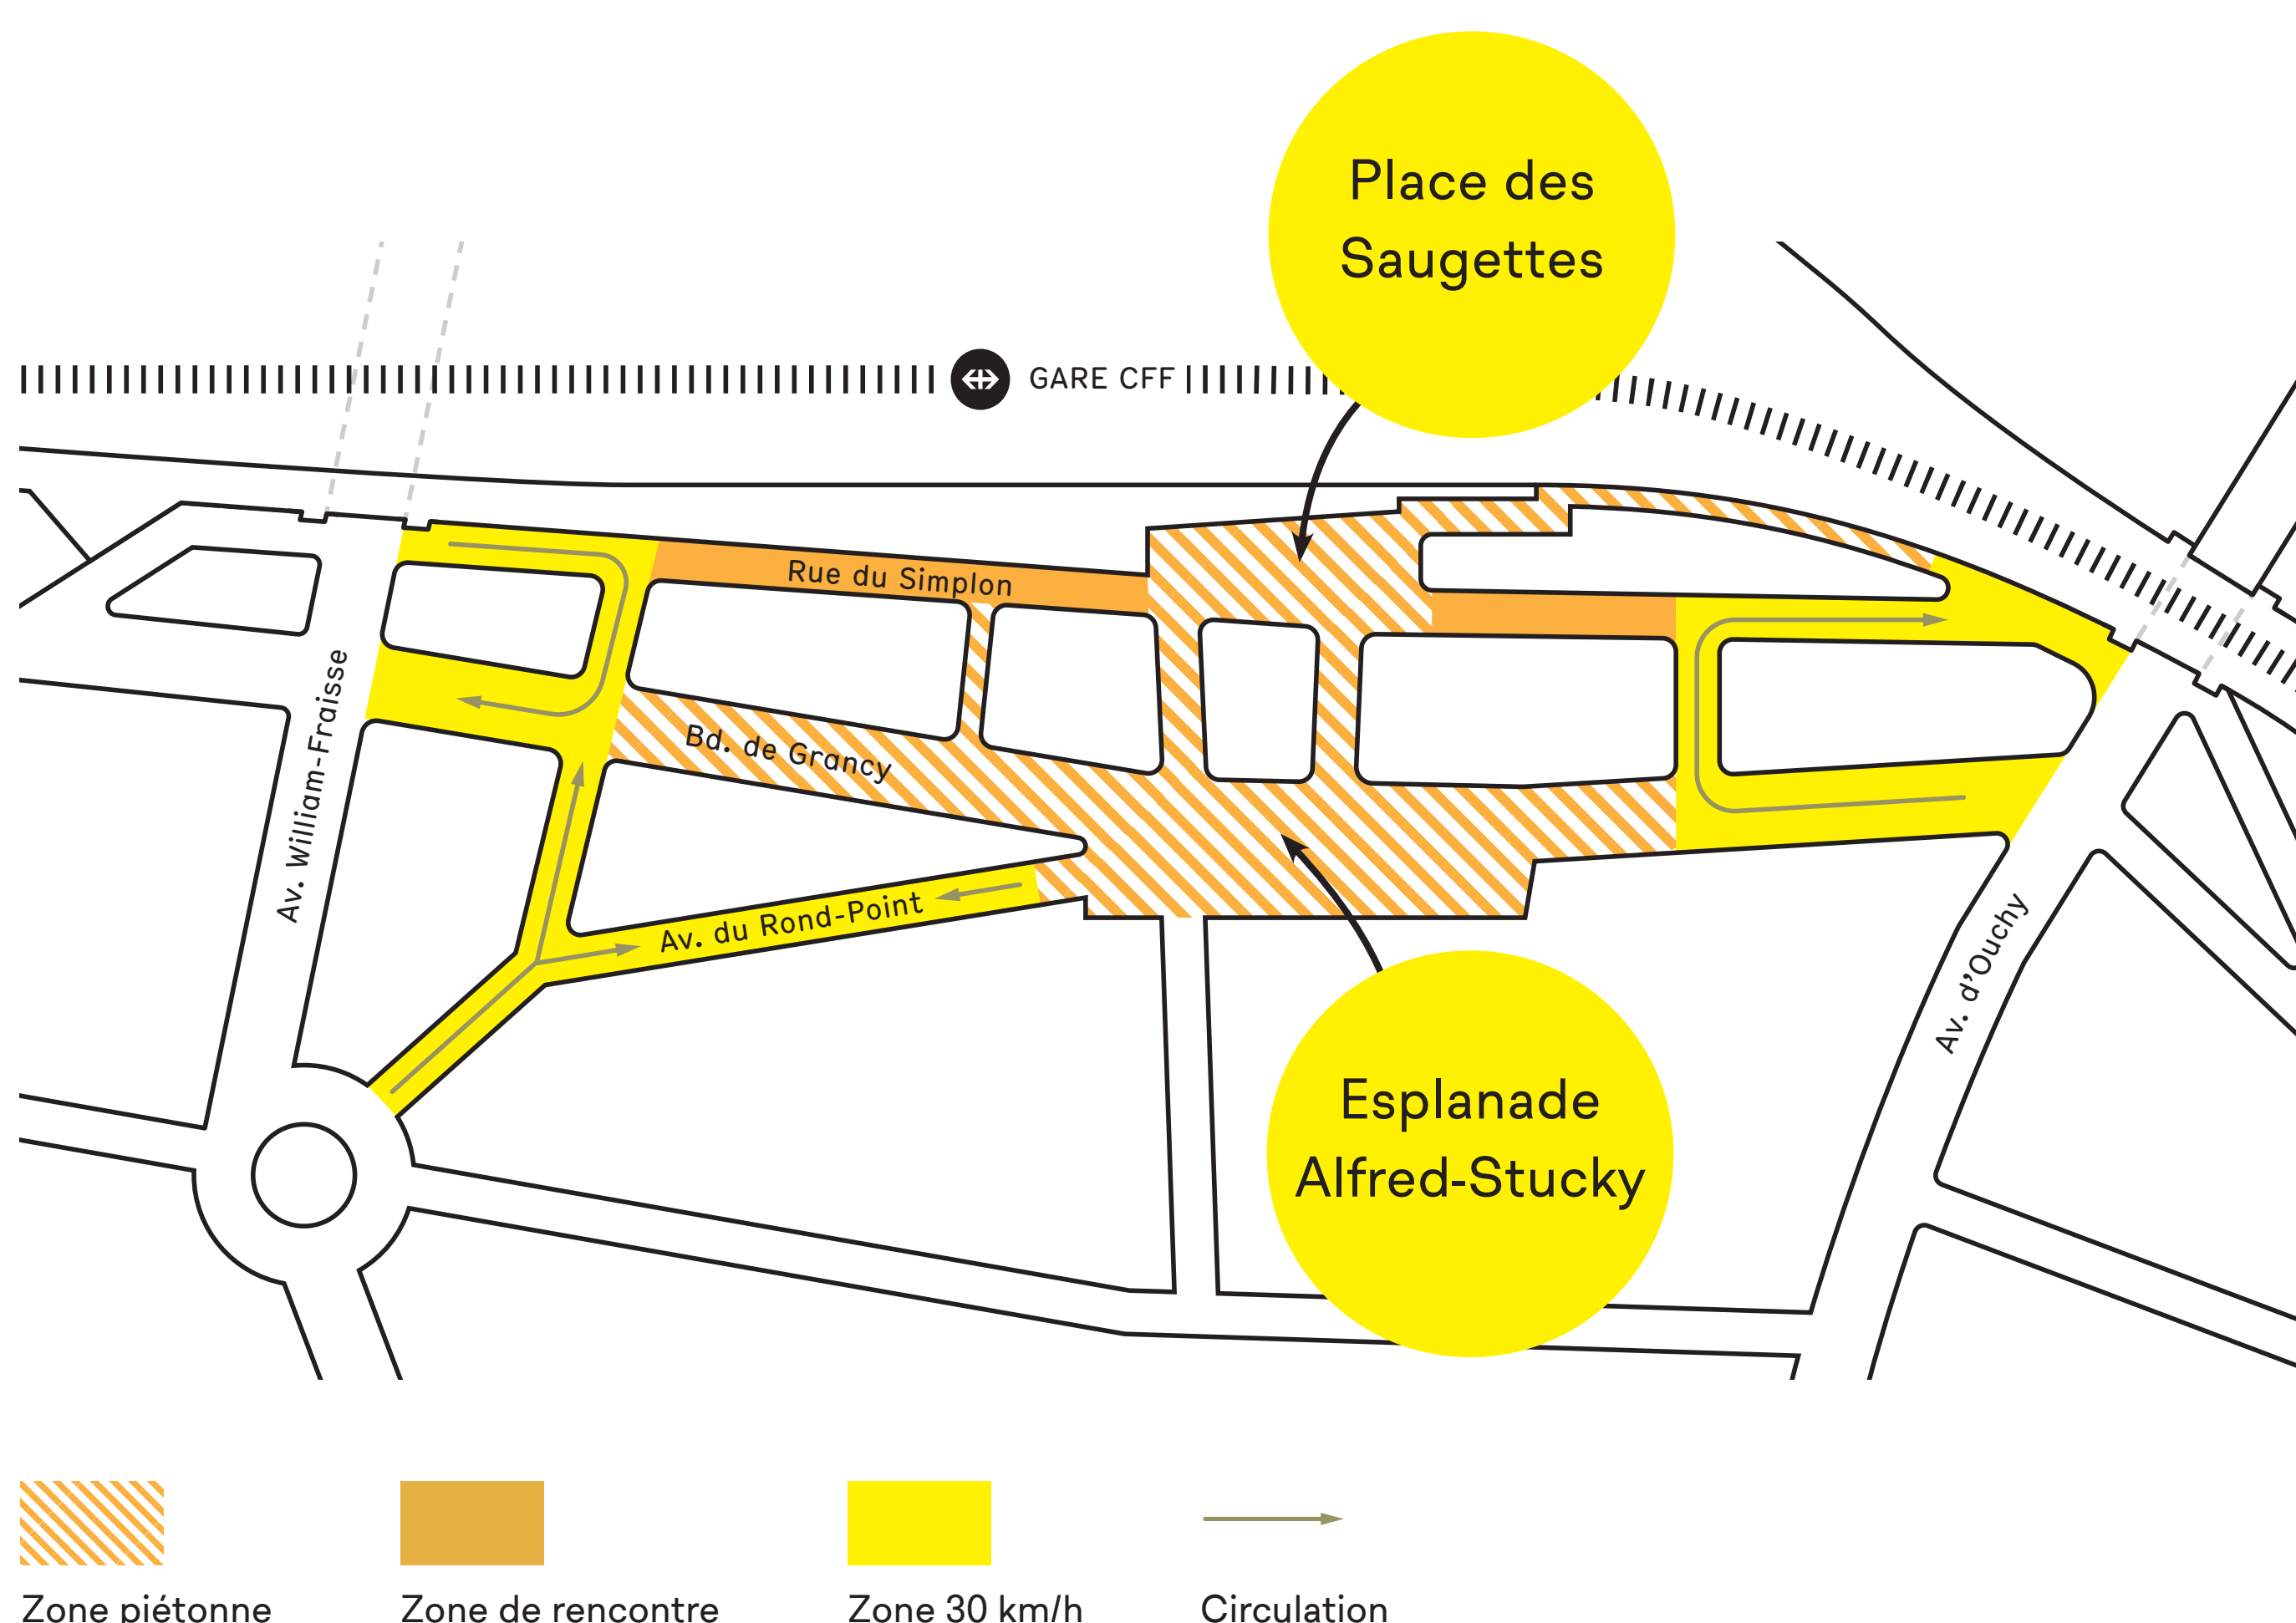 Place des
Saugettes
GARE CFF
Rue du Simplon
Bd. de Grancy
Av. William-Fraisse
Av. du Rond-Point
Av. d’Ouchy
Esplanade
Alfred-Stucky
Zone piétonne
Zone de rencontre
Zone 30 km/h
Circulation